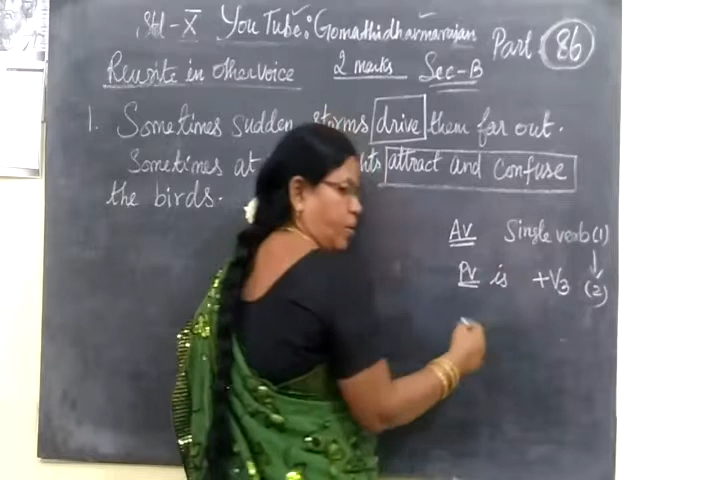 Std-X YouTube: Gomathidharmarajan Part 86
Rewrite in other voice 2 marks Sec-B
1. Sometimes sudden storms drive them far out.
Sometimes at attract and confuse
the birds.
AV Single verb (1)
PV is +V3 (2)